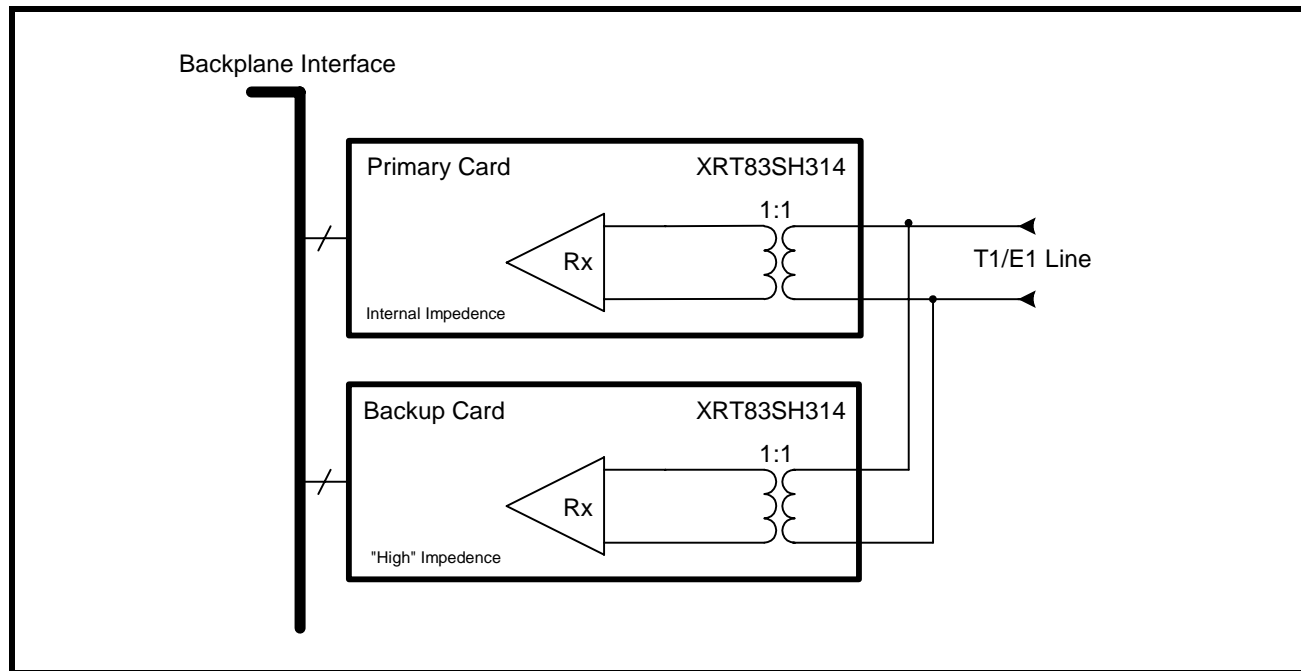 Backplane Interface
Primary Card
XRT83SH314
1:1
Rx
T1/E1 Line
Internal Impedence
Backup Card
XRT83SH314
1:1
Rx
"High" Impedence